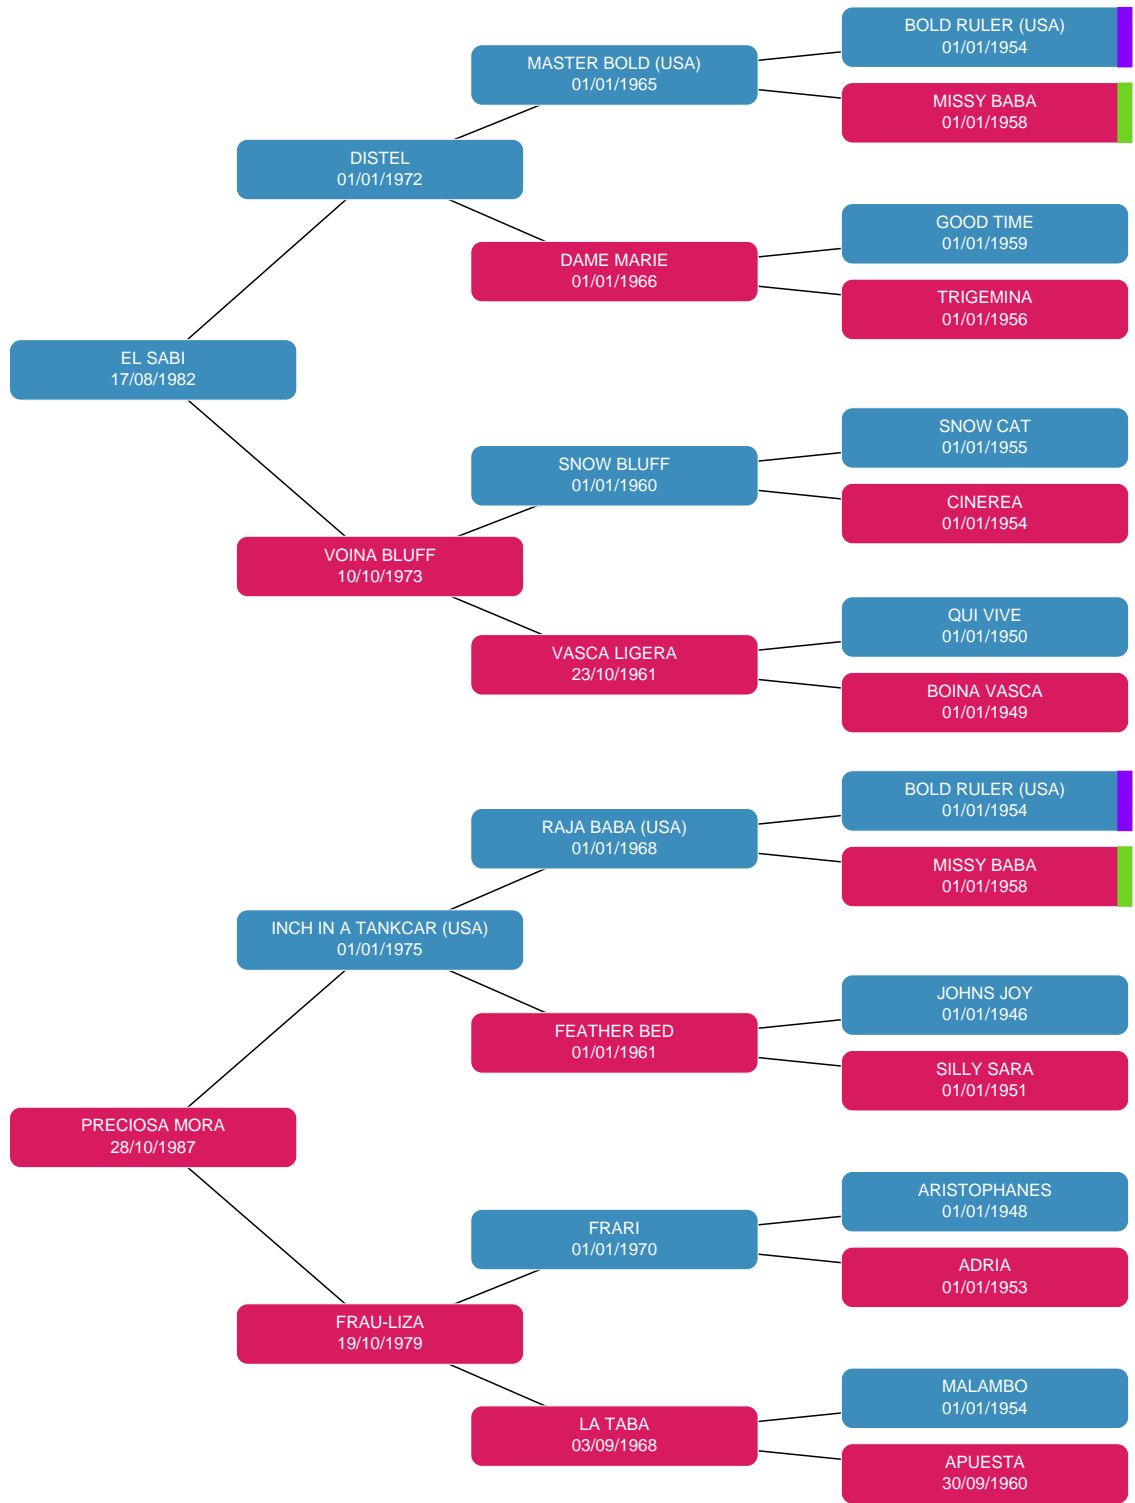 BOLD RULER (USA)
01/01/1954
MASTER BOLD (USA)
01/01/1965
MISSY BABA
01/01/1958
DISTEL
01/01/1972
GOOD TIME
01/01/1959
DAME MARIE
01/01/1966
TRIGEMINA
01/01/1956
EL SABI
17/08/1982
SNOW CAT
01/01/1955
SNOW BLUFF
01/01/1960
CINEREA
01/01/1954
VOINA BLUFF
10/10/1973
QUI VIVE
01/01/1950
VASCA LIGERA
23/10/1961
BOINA VASCA
01/01/1949
BOLD RULER (USA)
01/01/1954
RAJA BABA (USA)
01/01/1968
MISSY BABA
01/01/1958
INCH IN A TANKCAR (USA)
01/01/1975
JOHNS JOY
01/01/1946
FEATHER BED
01/01/1961
SILLY SARA
01/01/1951
PRECIOSA MORA
28/10/1987
ARISTOPHANES
01/01/1948
FRARI
01/01/1970
ADRIA
01/01/1953
FRAU-LIZA
19/10/1979
MALAMBO
01/01/1954
LA TABA
03/09/1968
APUESTA
30/09/1960